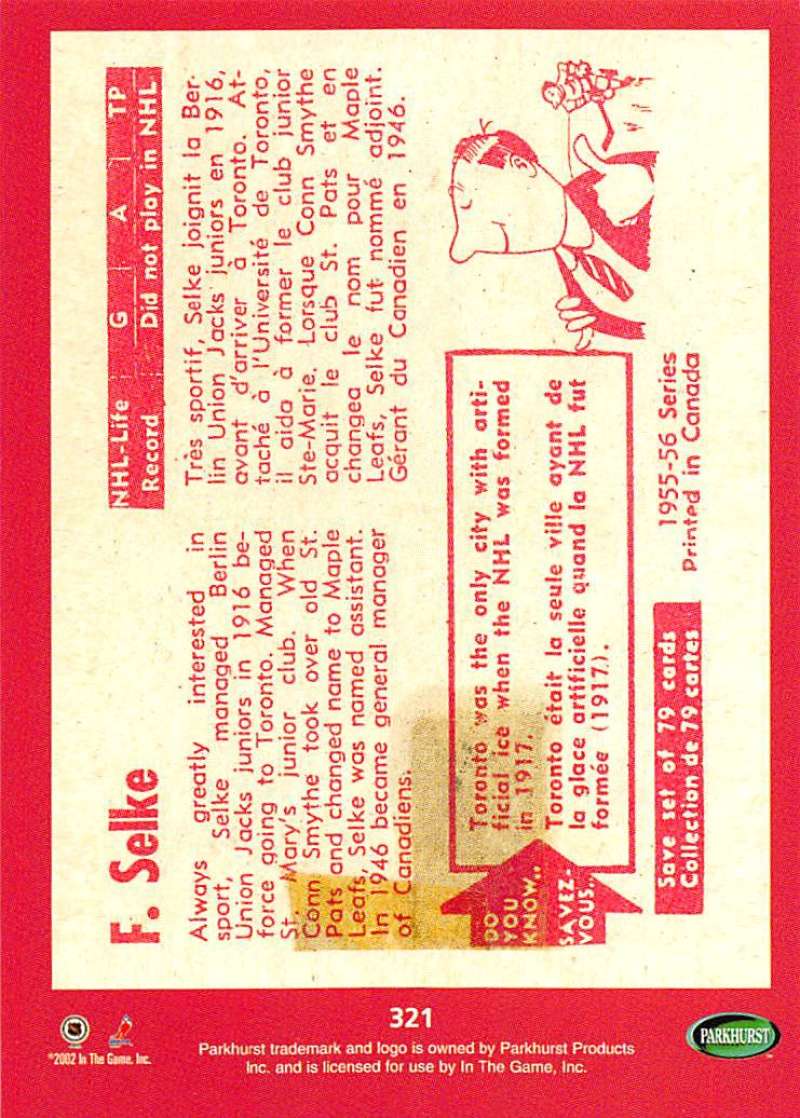 F. Selke
Always greatly interested in
sport, Selke managed Berlin
Union Jacks juniors in 1916 be-
force going to Toronto. Managed
St. Mary's junior club. When
Conn Smythe took over old St.
Pats and changed name to Maple
Leafs, Selke was named assistant.
In 1946 became general manager
of Canadiens.
NHL-Life G A TP
Record Did not play in NHL
Très sportif, Selke joignit la Ber-
lin Union Jacks juniors en 1916,
avant d'arriver à Toronto. At-
taché à l'Université de Toronto,
il aida à former le club junior
Ste-Marie. Lorsque Conn Smythe
acquit le club St. Pats et en
changea le nom pour Maple
Leafs, Selke fut nommé adjoint.
Gérant du Canadien en 1946.
DO
YOU
KNOW..
SAVEZ-
VOUS...
Toronto was the only city with arti-
ficial ice when the NHL was formed
in 1917.
Toronto était la seule ville ayant de
la glace artificielle quand la NHL fut
formée (1917.).
Save set of 79 cards
Collection de 79 cartes
1955-56 Series
Printed in Canada
©2002 In The Game, Inc.
321
Parkhurst trademark and logo is owned by Parkhurst Products
Inc. and is licensed for use by In The Game, Inc.
PARKHURST